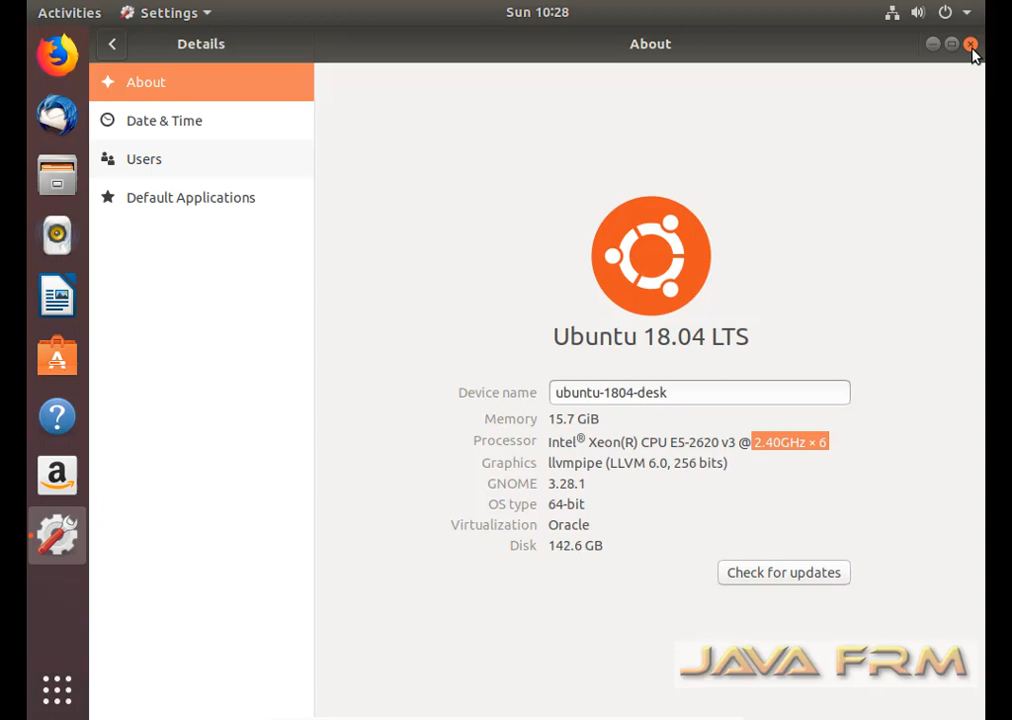 Activities Settings Sun 10:28
Details About
About
Date & Time
Users
Default Applications
Ubuntu 18.04 LTS
Device name ubuntu-1804-desk
Memory 15.7 GiB
Processor Intel® Xeon(R) CPU E5-2620 v3 @ 2.40GHz × 6
Graphics llvmpipe (LLVM 6.0, 256 bits)
GNOME 3.28.1
OS type 64-bit
Virtualization Oracle
Disk 142.6 GB
Check for updates
JAVA FRM